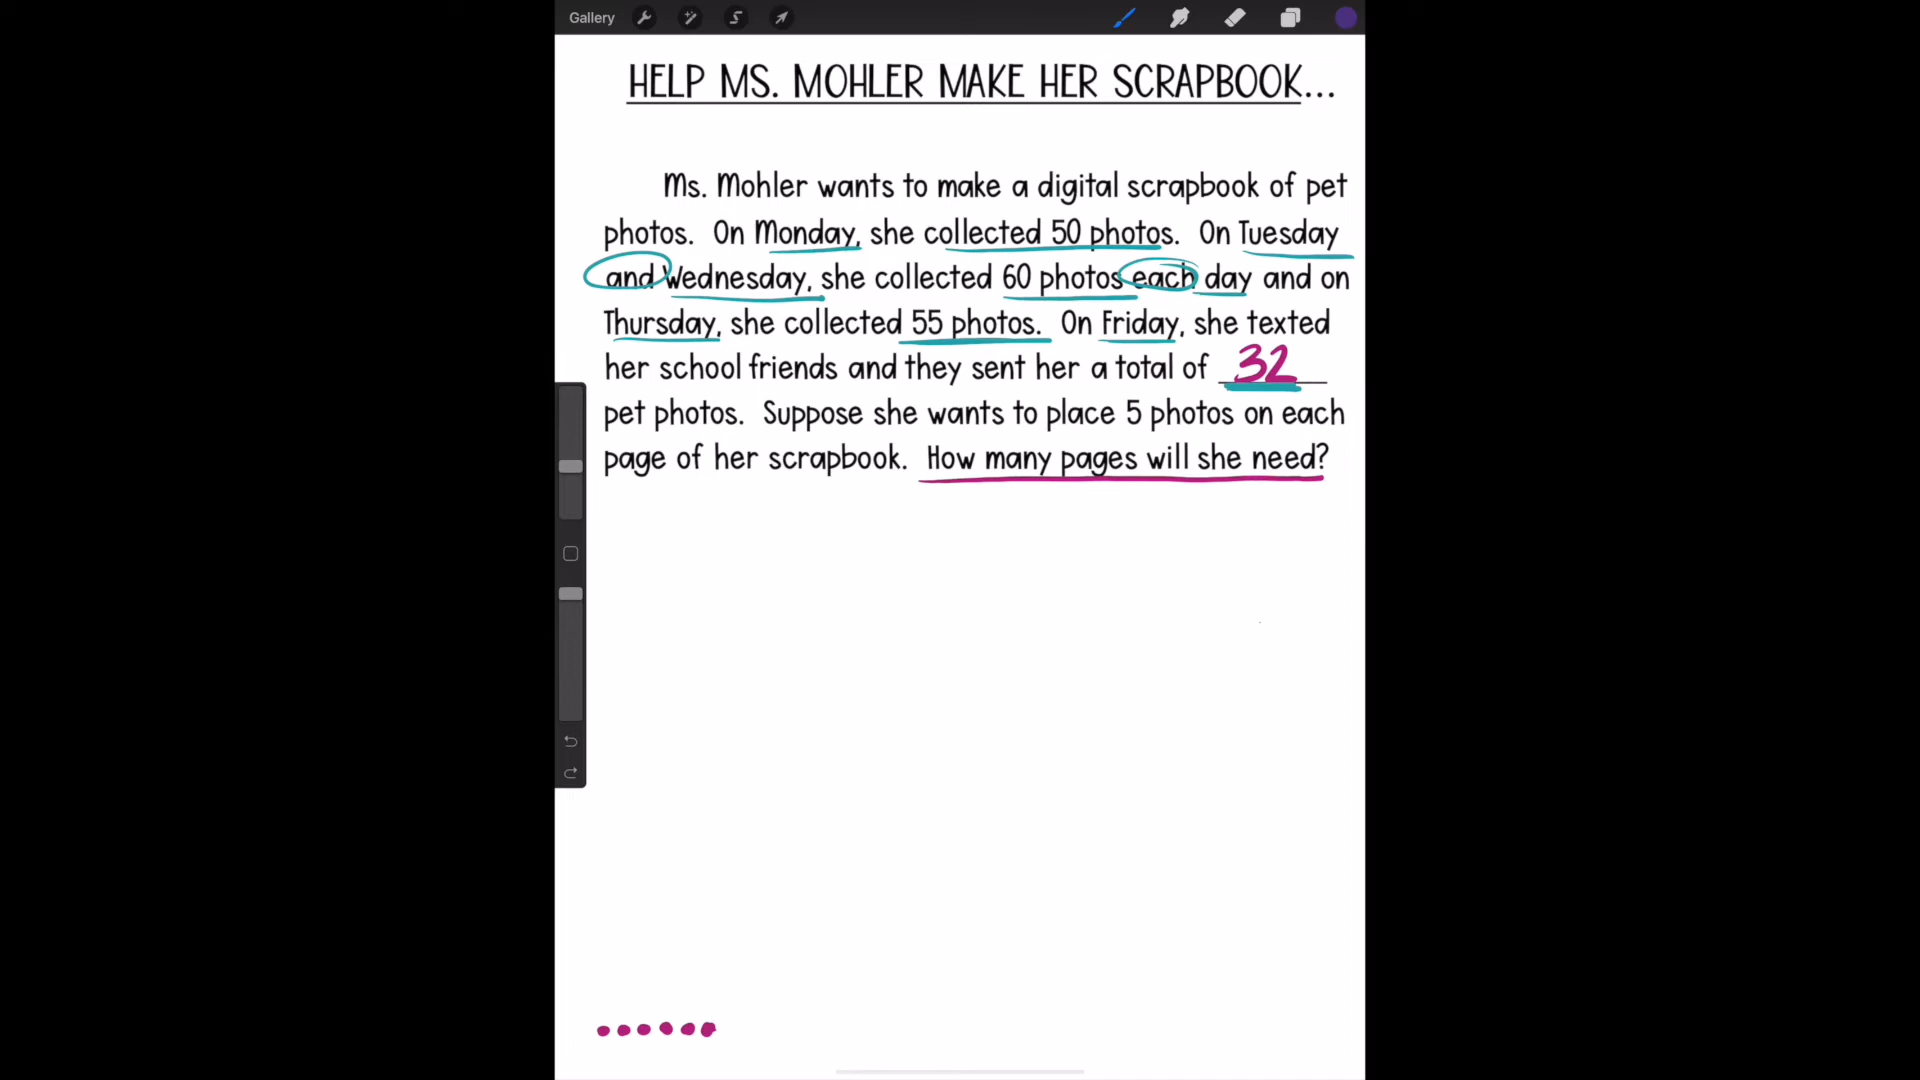 Gallery
HELP MS. MOHLER MAKE HER SCRAPBOOK...
Ms. Mohler wants to make a digital scrapbook of pet
photos. On Monday, she collected 50 photos. On Tuesday
and Wednesday, she collected 60 photos each day and on
Thursday, she collected 55 photos. On Friday, she texted
her school friends and they sent her a total of 32
pet photos. Suppose she wants to place 5 photos on each
page of her scrapbook. How many pages will she need?